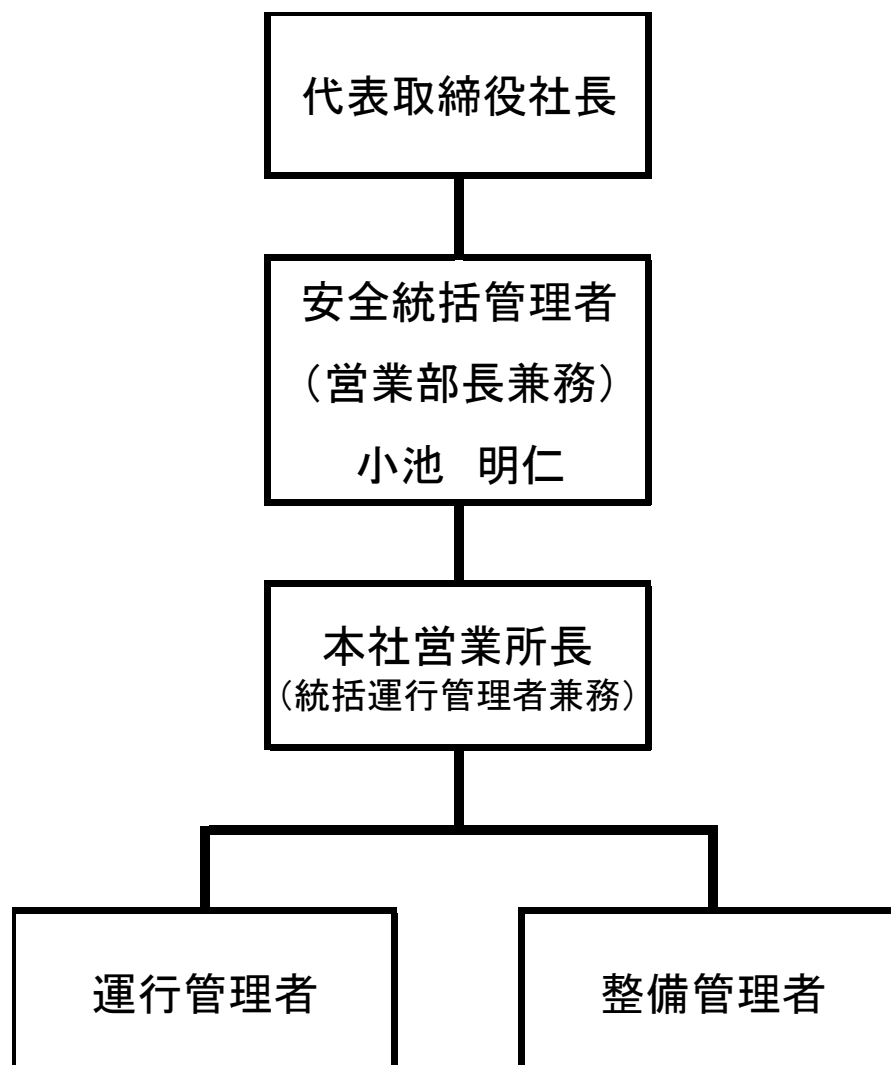 代表取締役社長
安全統括管理者
（営業部長兼務）
小池　明仁
本社営業所長
（統括運行管理者兼務）
運行管理者
整備管理者